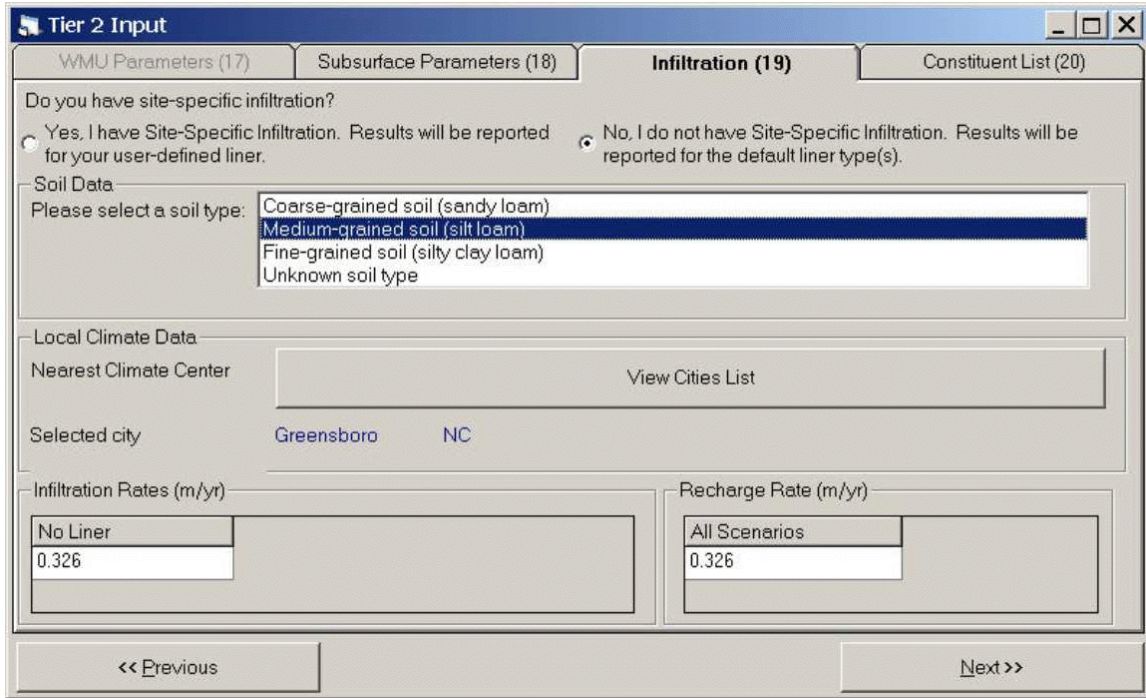 Tier 2 Input
WMU Parameters (17)
Subsurface Parameters (18)
Infiltration (19)
Constituent List (20)
Do you have site-specific infiltration?
Yes, I have Site-Specific Infiltration. Results will be reported
for your user-defined liner.
No, I do not have Site-Specific Infiltration. Results will be
reported for the default liner type(s).
Soil Data
Please select a soil type:
Coarse-grained soil (sandy loam)
Medium-grained soil (silt loam)
Fine-grained soil (silty clay loam)
Unknown soil type
Local Climate Data
Nearest Climate Center
View Cities List
Selected city
Greensboro NC
Infiltration Rates (m/yr)
No Liner
0.326
Recharge Rate (m/yr)
All Scenarios
0.326
<< Previous
Next >>